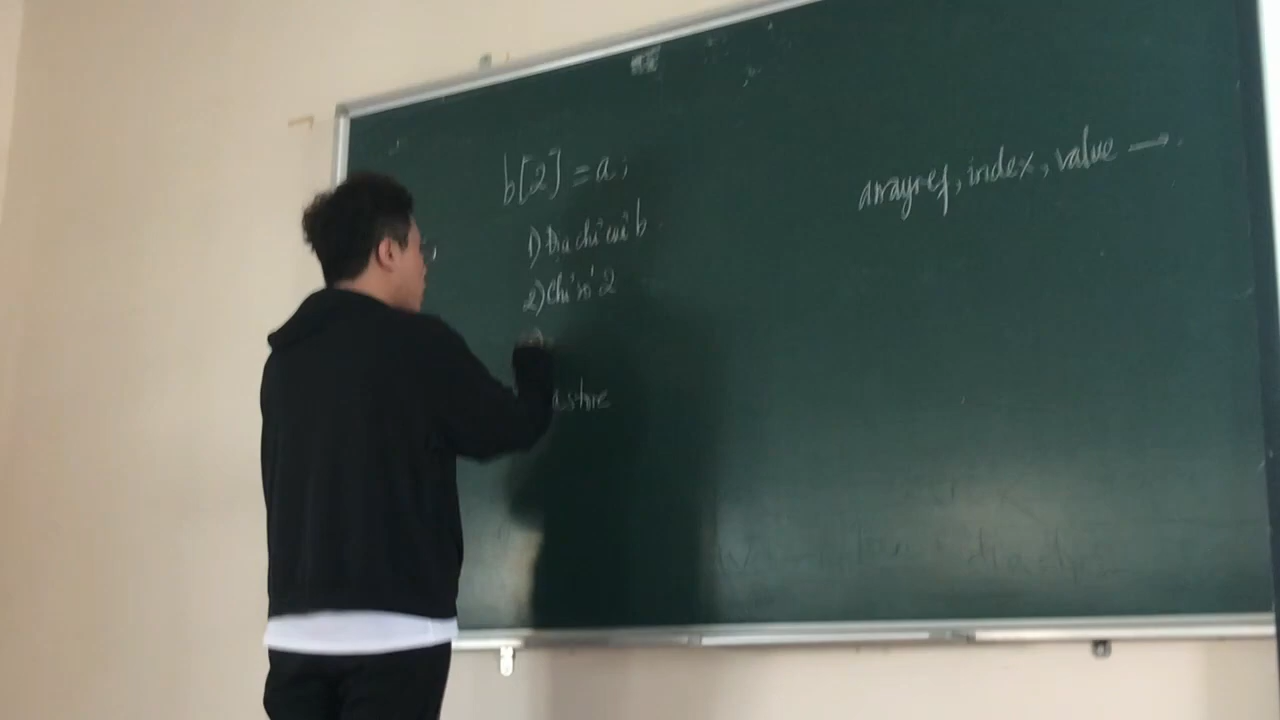 b[2] = a;
1) Địa chỉ của b
2) Chỉ số 2
astore
arrayref, index, value →